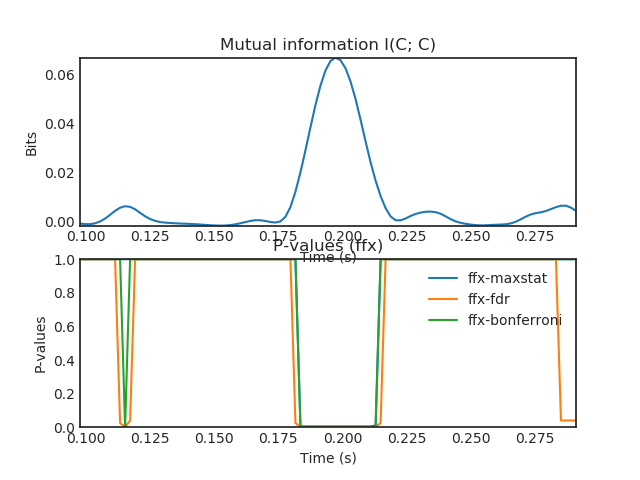 Mutual information I(C; C)
0.06
0.04
0.02
0.00
Bits
0.100 0.125 0.150 0.175 0.200 0.225 0.250 0.275
Time (s)
P-values (ffx)
1.0
0.8
0.6
0.4
0.2
0.0
P-values
ffx-maxstat
ffx-fdr
ffx-bonferroni
0.100 0.125 0.150 0.175 0.200 0.225 0.250 0.275
Time (s)